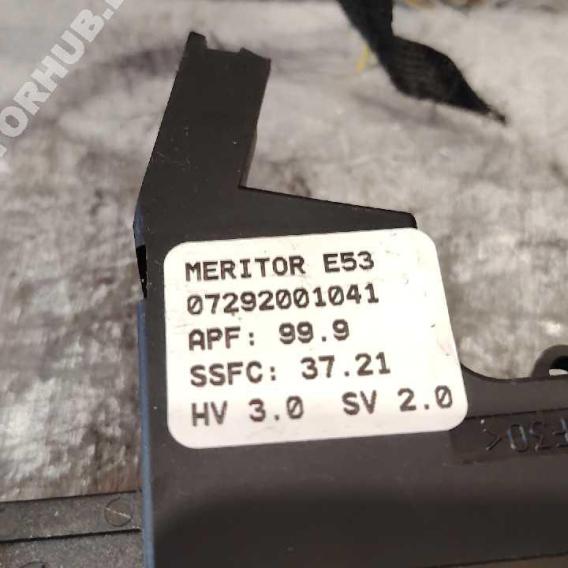 MERITOR E53
07292001041
APF: 99.9
SSFC: 37.21
HV 3.0 SV 2.0